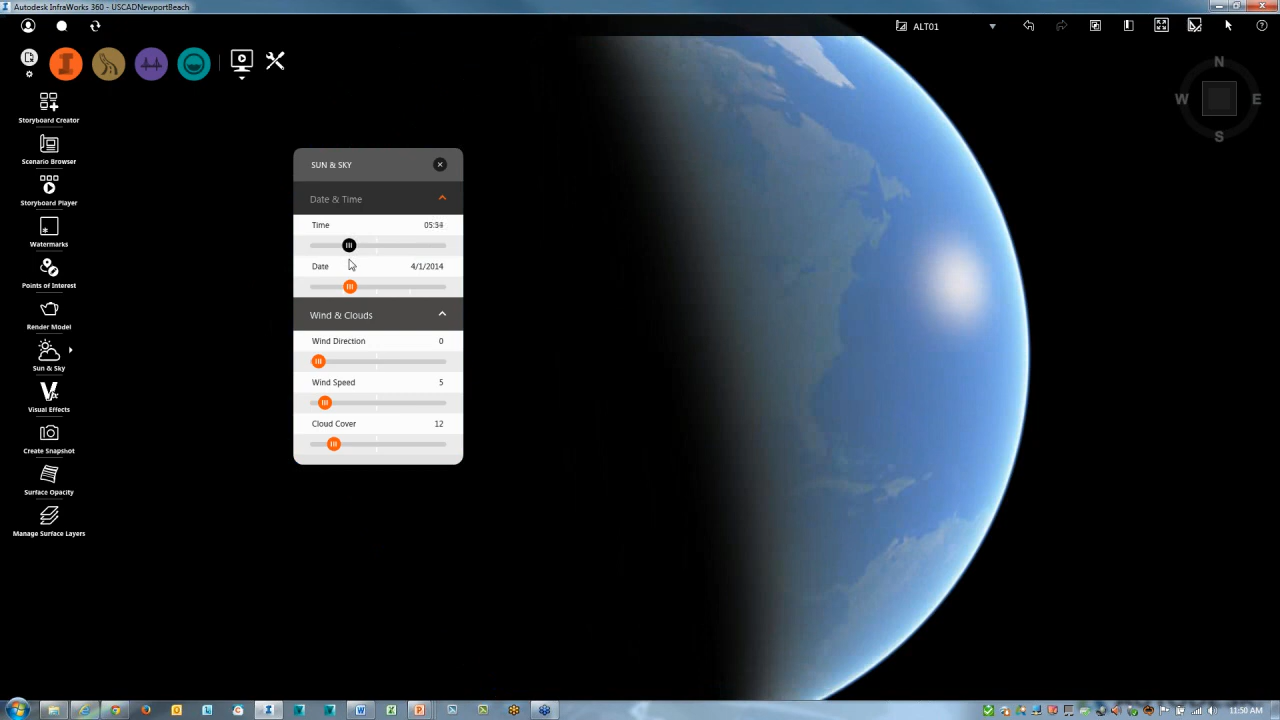 Autodesk InfraWorks 360 - USCADNewportBeach
ALT01
N
W
E
S
Storyboard Creator
Scenario Browser
Storyboard Player
Watermarks
Points of Interest
Render Model
Sun & Sky
Visual Effects
Create Snapshot
Surface Opacity
Manage Surface Layers
SUN & SKY
Date & Time
Time 05:34
Date 4/1/2014
Wind & Clouds
Wind Direction 0
Wind Speed 5
Cloud Cover 12
11:50 AM